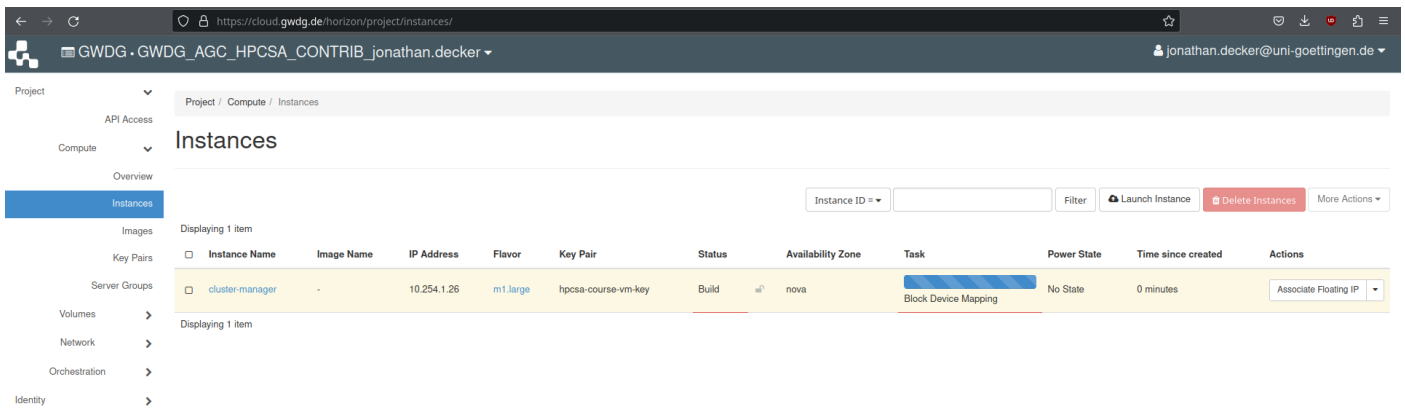 https://cloud.gwdg.de/horizon/project/instances/
GWDG • GWDG_AGC_HPCSA_CONTRIB_jonathan.decker
jonathan.decker@uni-goettingen.de
Project
API Access
Compute
Overview
Instances
Images
Key Pairs
Server Groups
Volumes
Network
Orchestration
Identity
Project / Compute / Instances
Instances
Instance ID = Filter Launch Instance Delete Instances More Actions
Displaying 1 item
Instance Name Image Name IP Address Flavor Key Pair Status Availability Zone Task Power State Time since created Actions
cluster-manager - 10.254.1.26 m1.large hpcsa-course-vm-key Build nova Block Device Mapping No State 0 minutes Associate Floating IP
Displaying 1 item